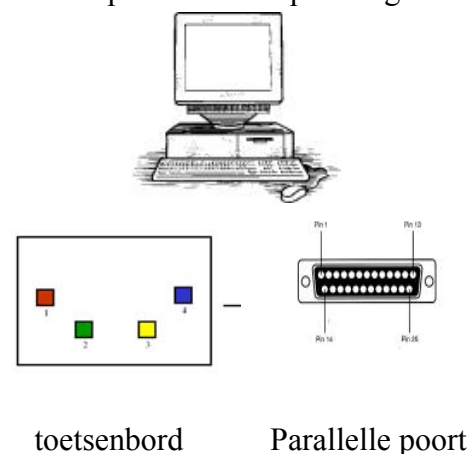 Pin 1
Pin 13
1
4
2
3
Pin 14
Pin 25
toetsenbord
Parallelle poort